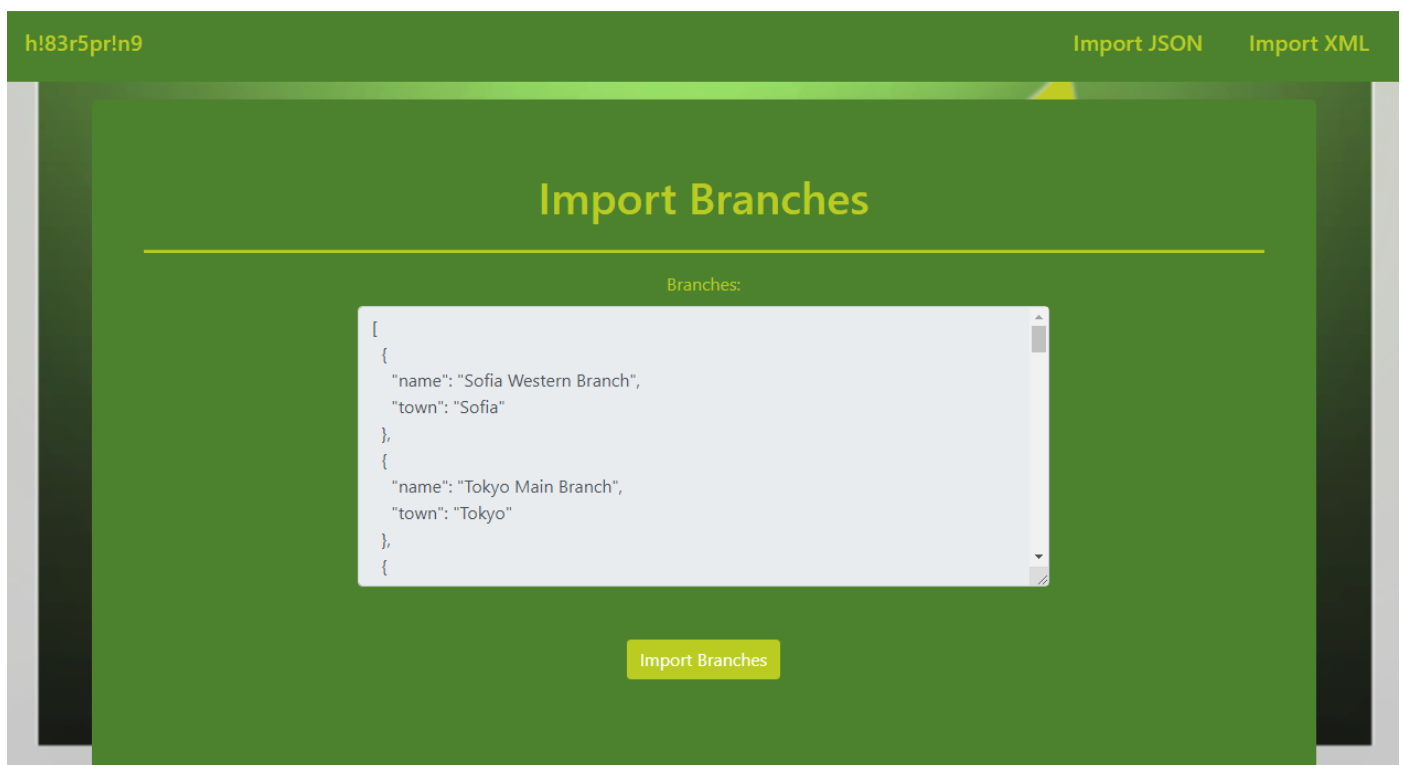 h!83r5pr!n9
Import JSON
Import XML
Import Branches
Branches:
[
{
"name": "Sofia Western Branch",
"town": "Sofia"
},
{
"name": "Tokyo Main Branch",
"town": "Tokyo"
},
{
Import Branches